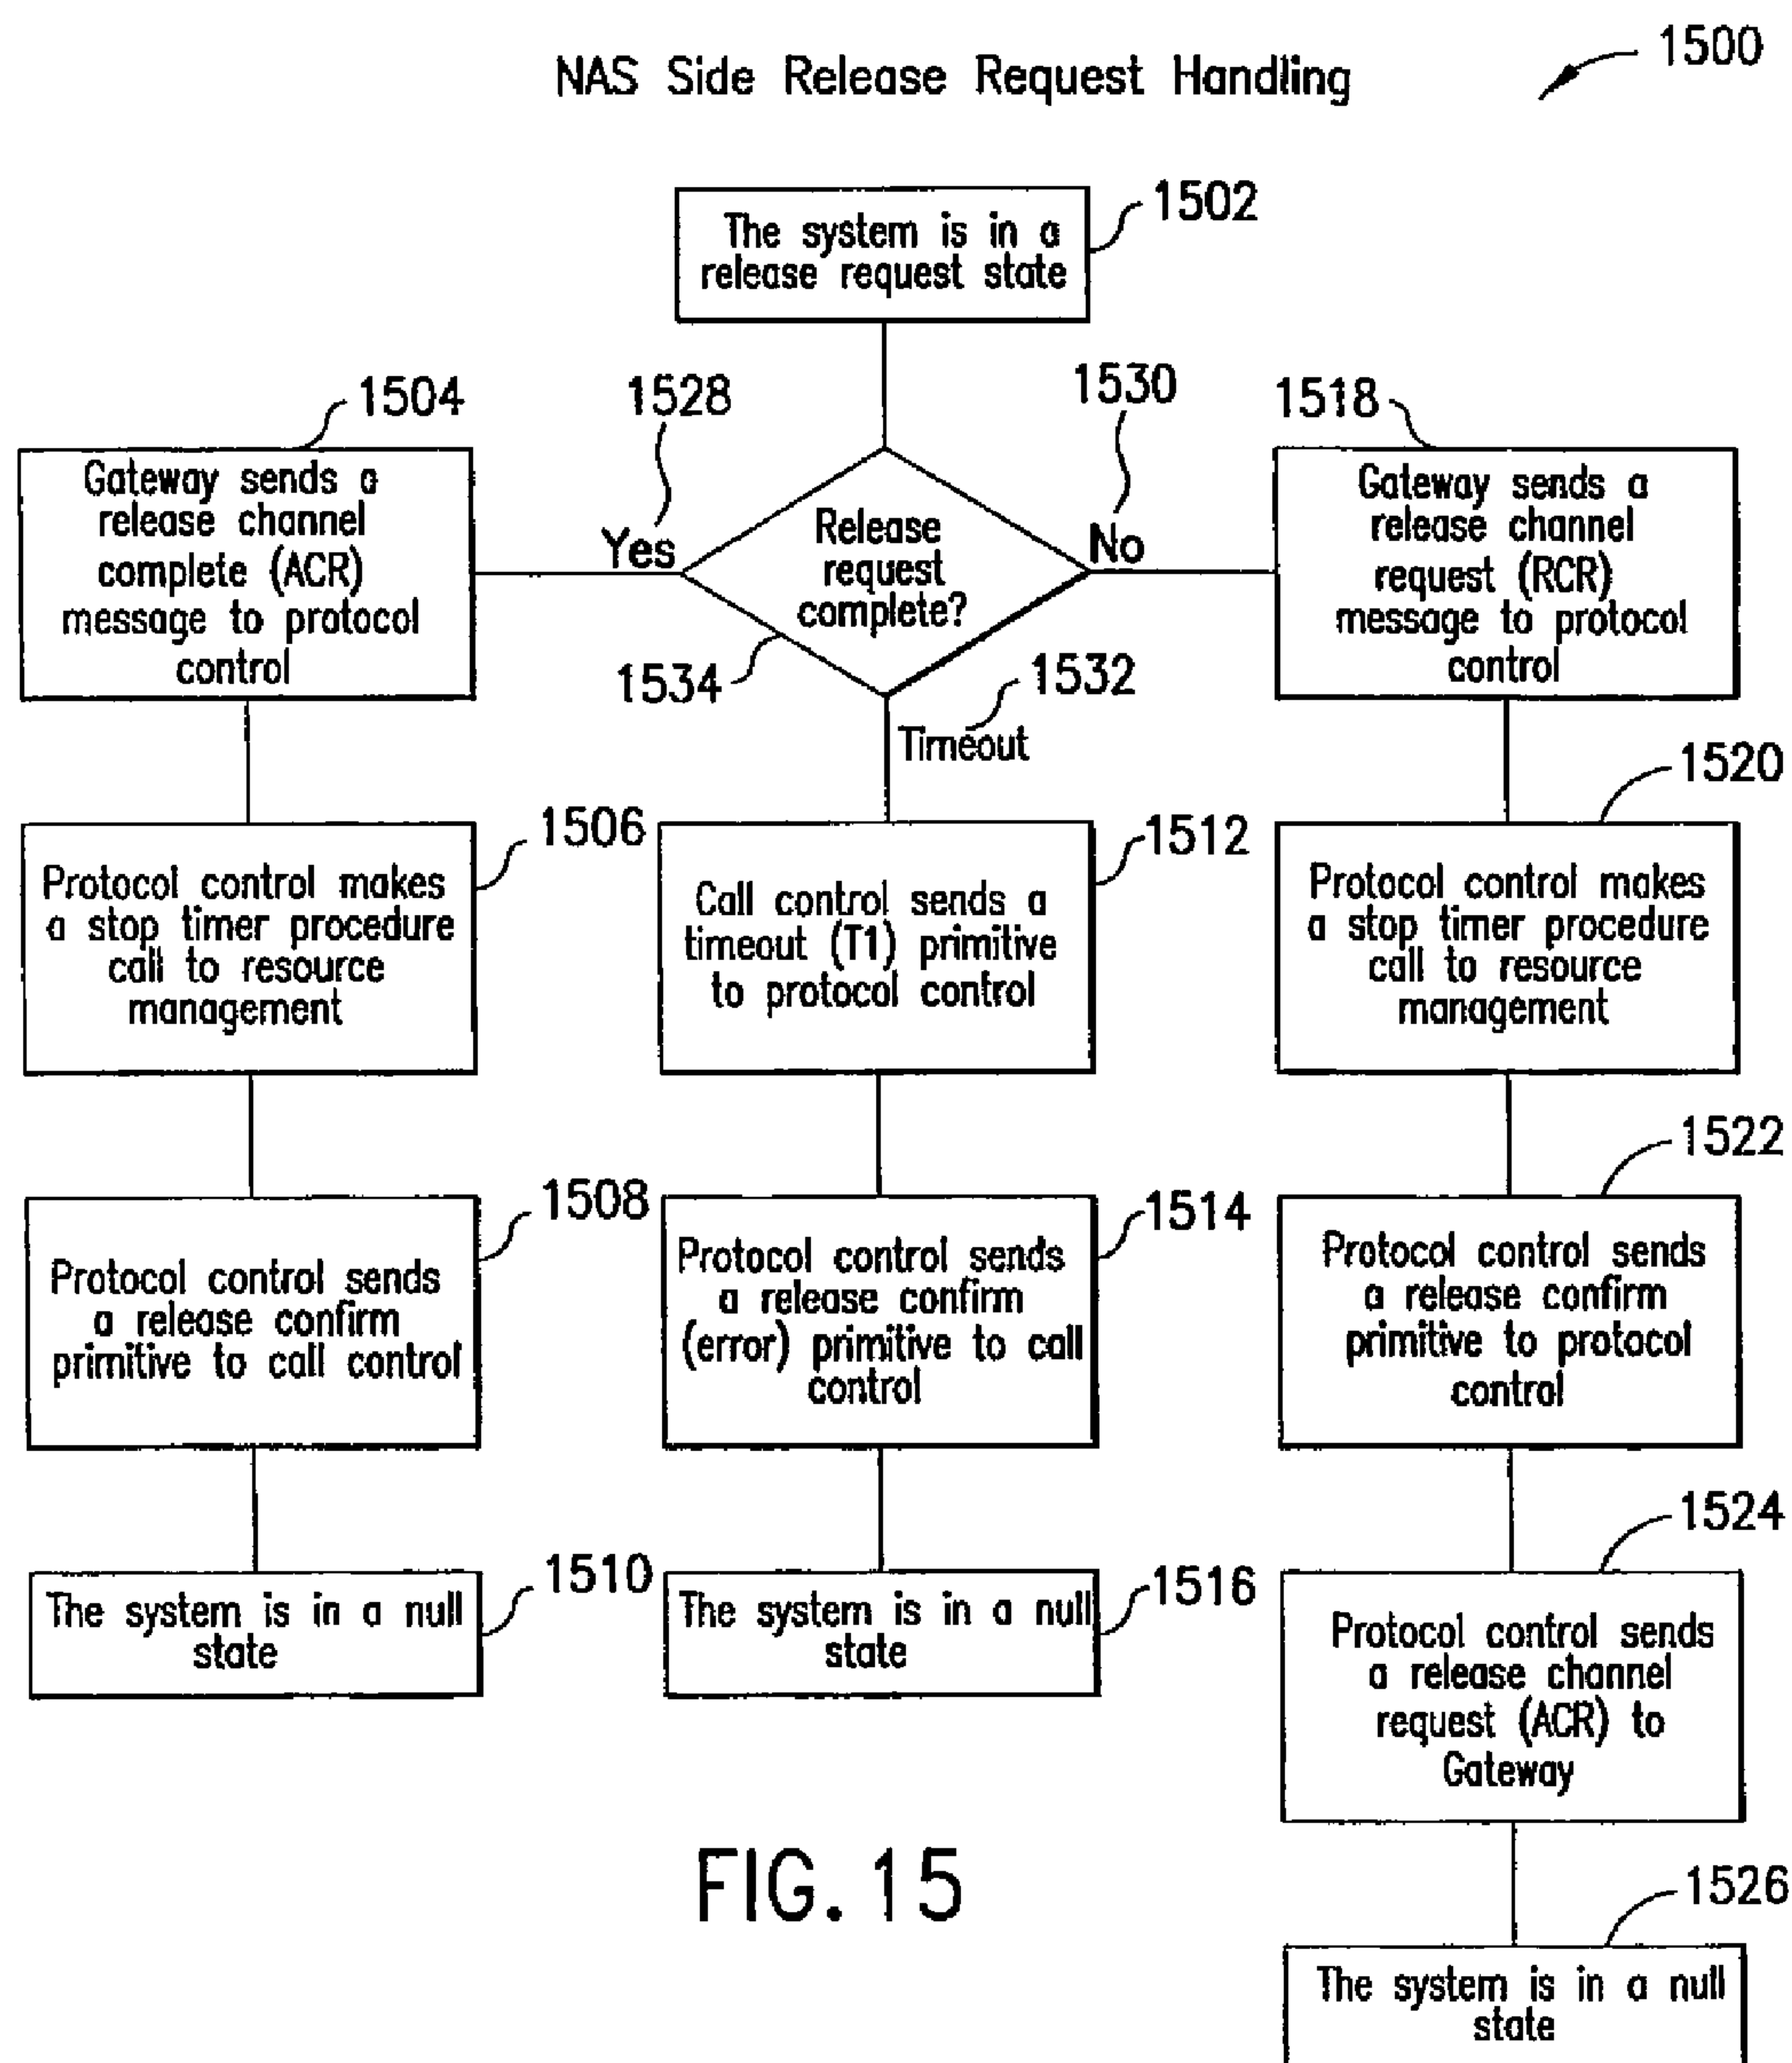 NAS Side Release Request Handling
1500
1502
The system is in a
release request state
1504
1528
1530
1518
Gateway sends a
release channel
complete (ACR)
message to protocol
control
Yes
Release
request
complete?
No
Gateway sends a
release channel
request (RCR)
message to protocol
control
1534
1532
Timeout
1506
Protocol control makes
a stop timer procedure
call to resource
management
1512
Call control sends a
timeout (T1) primitive
to protocol control
1520
Protocol control makes
a stop timer procedure
call to resource
management
1508
Protocol control sends
a release confirm
primitive to call control
1514
Protocol control sends
a release confirm
(error) primitive to call
control
1522
Protocol control sends
a release confirm
primitive to protocol
control
1510
The system is in a null
state
1516
The system is in a null
state
1524
Protocol control sends
a release channel
request (ACR) to
Gateway
FIG. 15
1526
The system is in a null
state